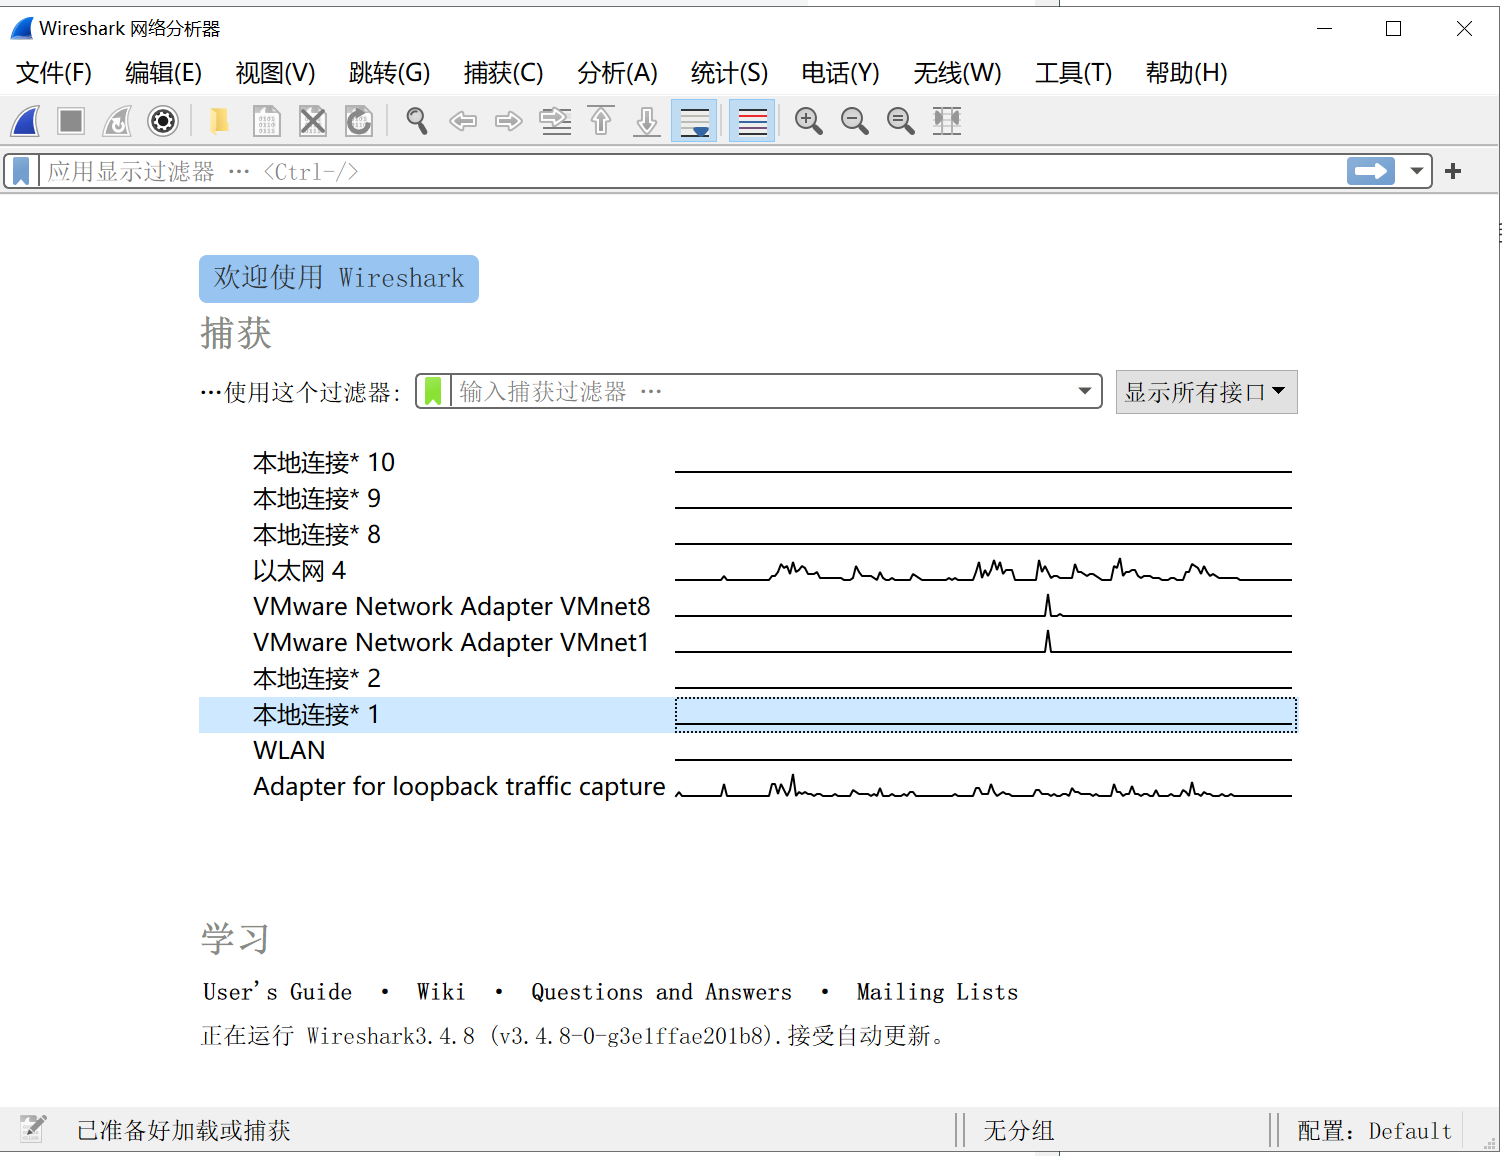 Wireshark 网络分析器
文件(F) 编辑(E) 视图(V) 跳转(G) 捕获(C) 分析(A) 统计(S) 电话(Y) 无线(W) 工具(T) 帮助(H)
应用显示过滤器 … <Ctrl-/>
欢迎使用 Wireshark
捕获
…使用这个过滤器: 输入捕获过滤器 … 显示所有接口
本地连接* 10
本地连接* 9
本地连接* 8
以太网 4
VMware Network Adapter VMnet8
VMware Network Adapter VMnet1
本地连接* 2
本地连接* 1
WLAN
Adapter for loopback traffic capture
学习
User's Guide • Wiki • Questions and Answers • Mailing Lists
正在运行 Wireshark3.4.8 (v3.4.8-0-g3e1ffae201b8).接受自动更新。
已准备好加载或捕获 无分组 配置: Default